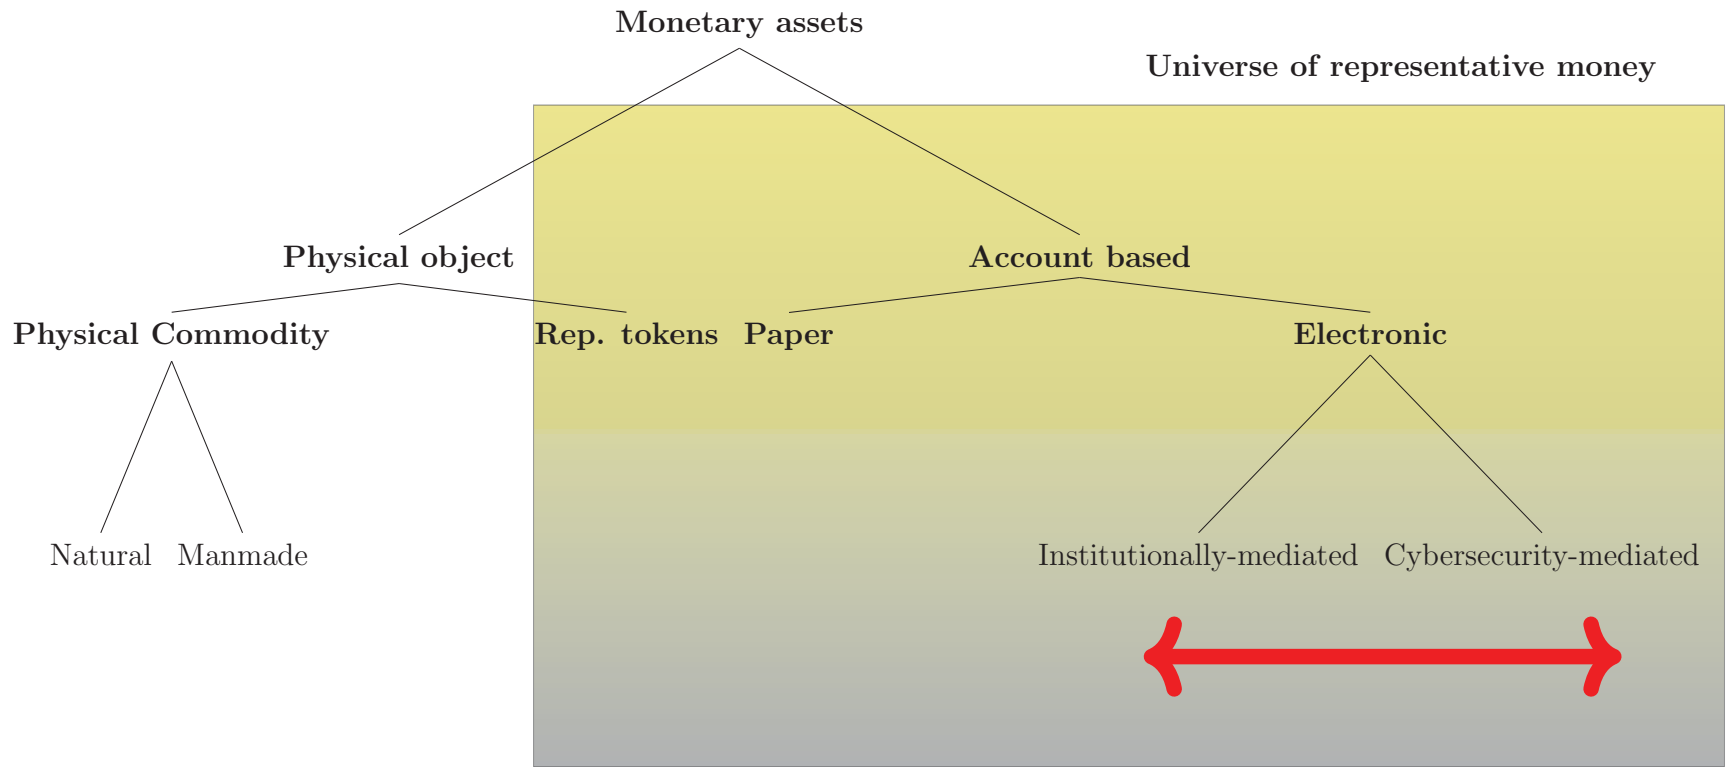 Monetary assets
Universe of representative money
Physical object
Account based
Physical Commodity
Rep. tokens
Paper
Electronic
Natural
Manmade
Institutionally-mediated
Cybersecurity-mediated